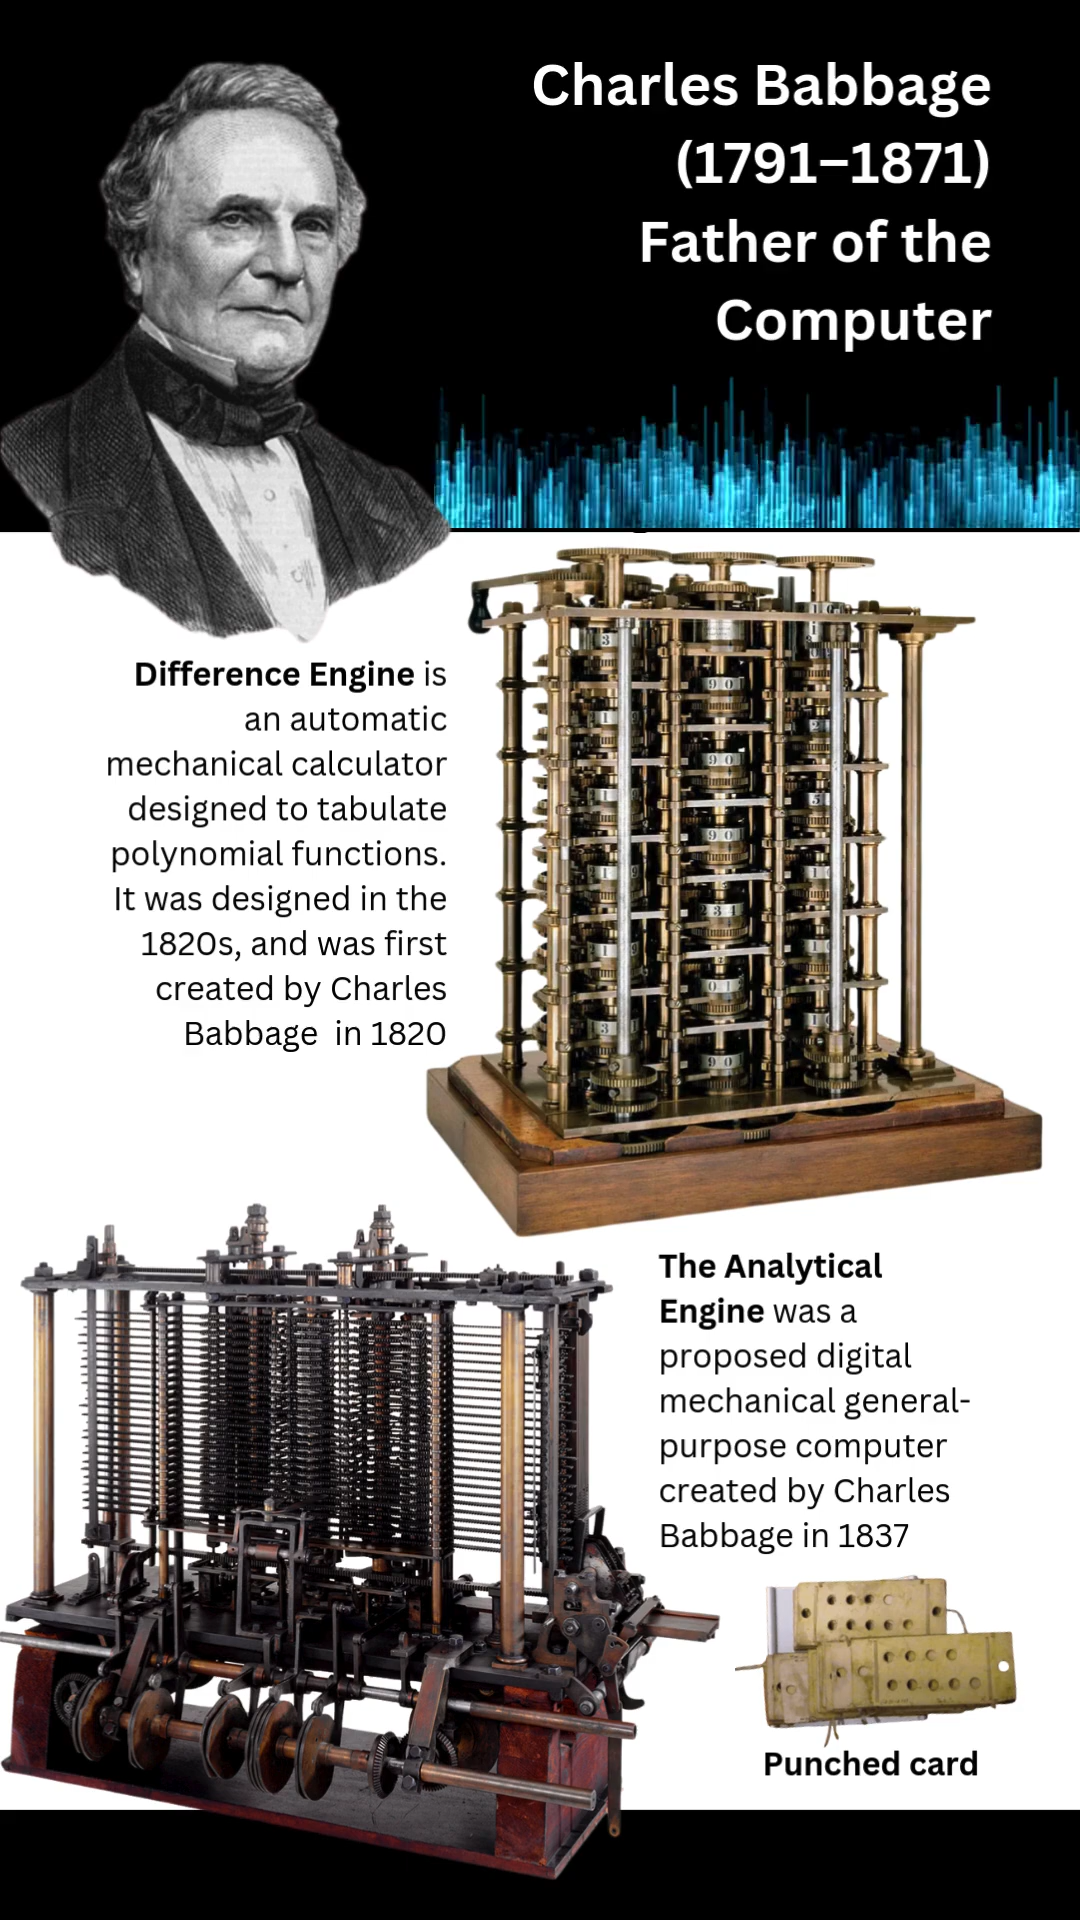 Charles Babbage
(1791–1871)
Father of the
Computer
Difference Engine is
an automatic
mechanical calculator
designed to tabulate
polynomial functions.
It was designed in the
1820s, and was first
created by Charles
Babbage  in 1820
The Analytical
Engine was a
proposed digital
mechanical general-
purpose computer
created by Charles
Babbage in 1837
Punched card